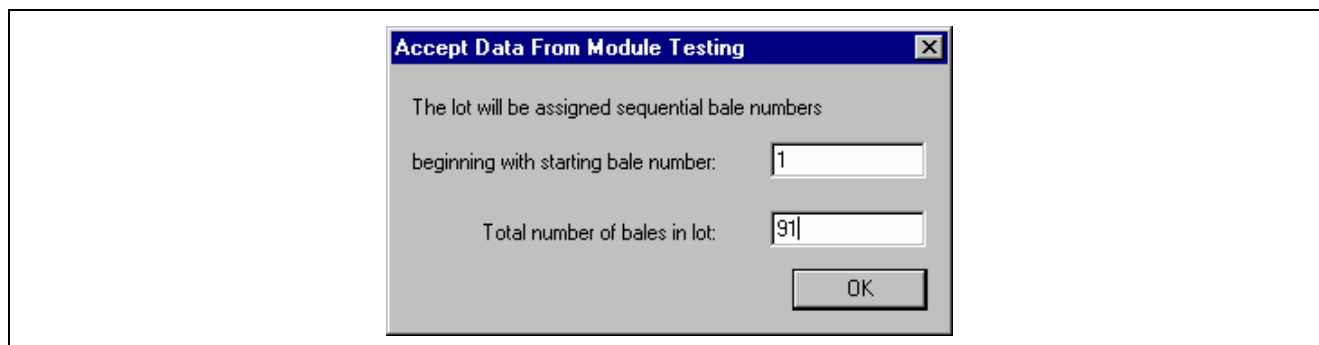 Accept Data From Module Testing
The lot will be assigned sequential bale numbers
beginning with starting bale number: 1
Total number of bales in lot: 91
OK